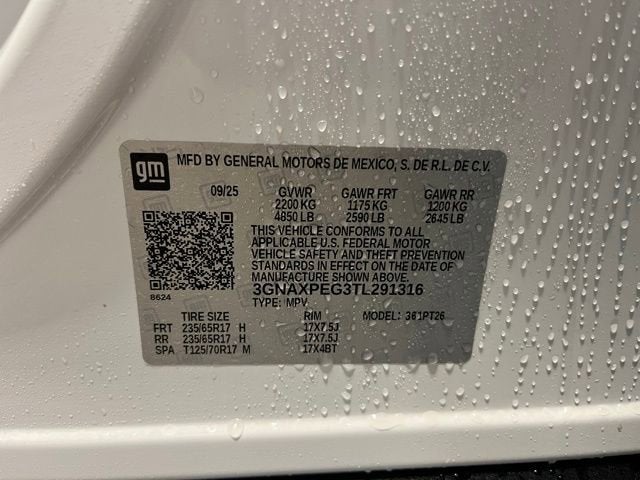 gm MFD BY GENERAL MOTORS DE MEXICO, S. DE R.L. DE C.V.
09/25 GVWR GAWR FRT GAWR RR
2200 KG 1175 KG 1200 KG
4850 LB 2590 LB 2645 LB
THIS VEHICLE CONFORMS TO ALL
APPLICABLE U.S. FEDERAL MOTOR
VEHICLE SAFETY AND THEFT PREVENTION
STANDARDS IN EFFECT ON THE DATE OF
MANUFACTURE SHOWN ABOVE.
3GNAXPEG3TL291316
8624
TYPE: MPV MODEL: 361PT26
TIRE SIZE RIM
FRT 235/65R17 H 17X7.5J
RR 235/65R17 H 17X7.5J
SPA T125/70R17 M 17X4BT